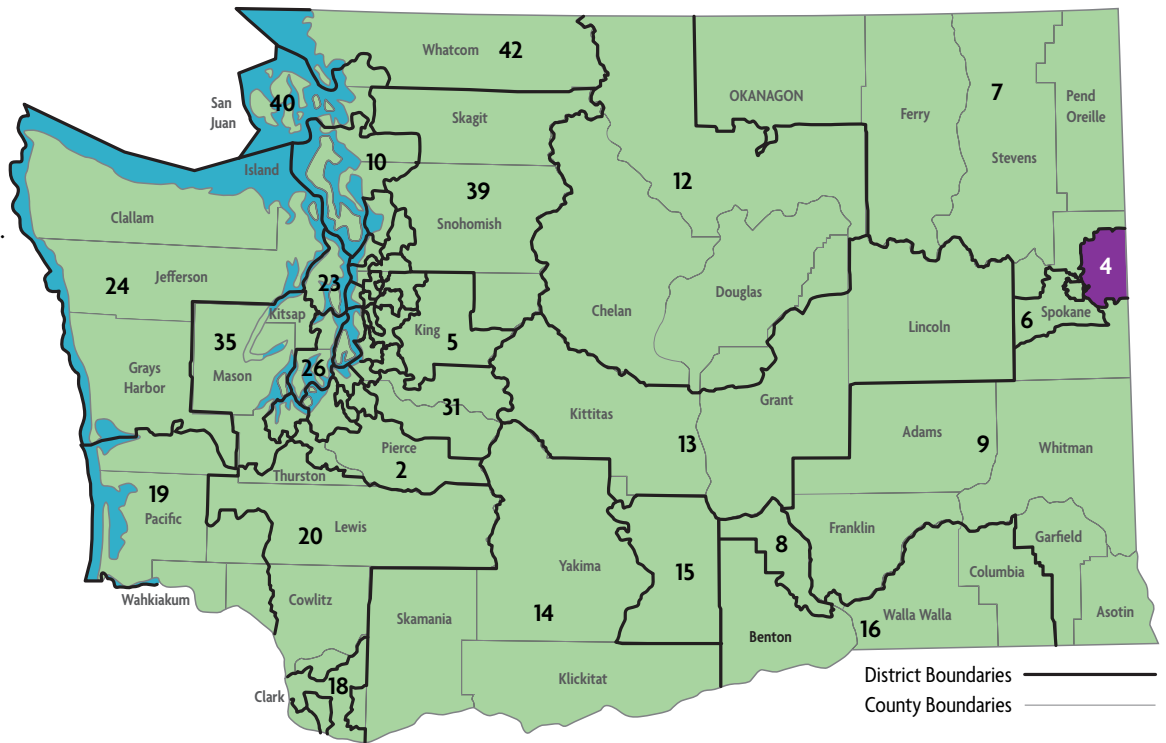 Whatcom 42
San
Juan
40
Skagit
OKANAGON
Ferry
7
Pend
Oreille
Stevens
Island
10
12
39
Snohomish
Clallam
24
Jefferson
23
Kitsap
4
Douglas
Chelan
King
5
Lincoln
6
Spokane
35
Mason
26
Grays
Harbor
31
Kittitas
13
Grant
Adams
9
Whitman
Pierce
2
Thurston
19
Pacific
20
Lewis
Franklin
8
Garfield
Yakima
15
Columbia
Wahkiakum
Cowlitz
Skamania
14
Benton
16
Walla Walla
Asotin
Clark
18
Klickitat
District Boundaries
County Boundaries